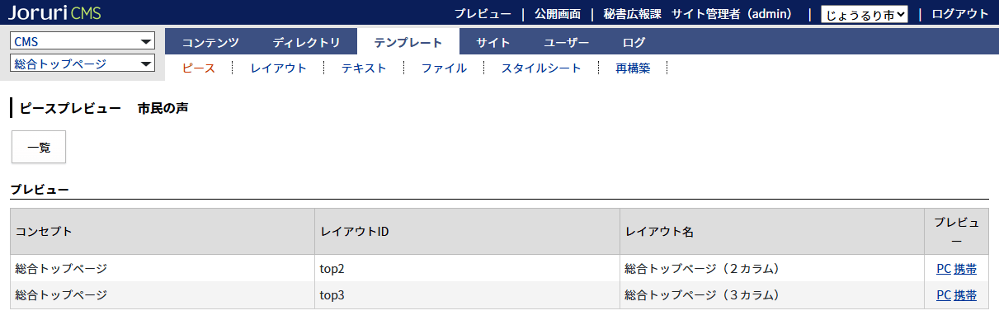 Joruri CMS
プレビュー | 公開画面 | 秘書広報課 サイト管理者（admin） | じょうるり市 | ログアウト
CMS
総合トップページ
コンテンツ ディレクトリ テンプレート サイト ユーザー ログ
ピース レイアウト テキスト ファイル スタイルシート 再構築
ピースプレビュー 市民の声
一覧
プレビュー
コンセプト レイアウトID レイアウト名 プレビュー
総合トップページ top2 総合トップページ（２カラム） PC 携帯
総合トップページ top3 総合トップページ（３カラム） PC 携帯